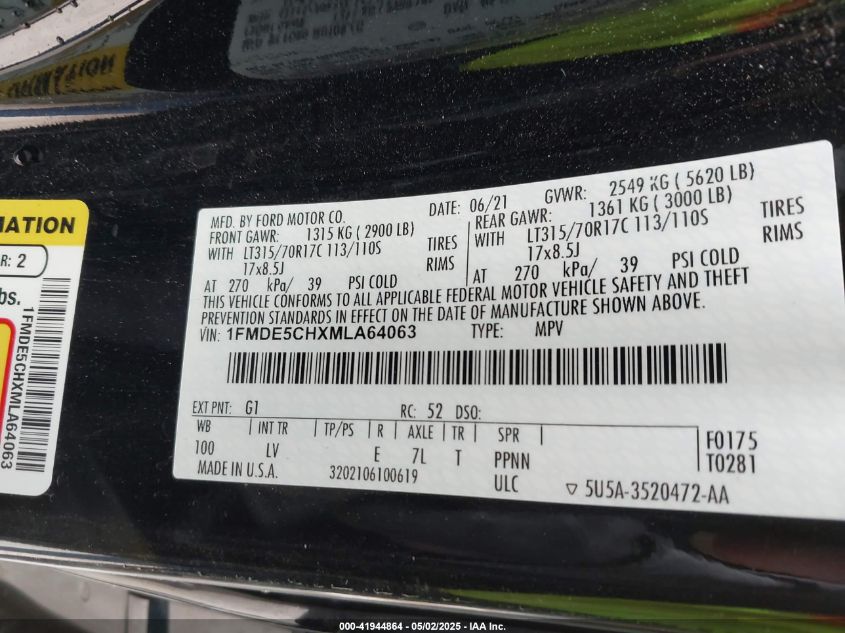 MFD. BY FORD MOTOR CO.
DATE: 06/21
GVWR: 2549 KG ( 5620 LB)
FRONT GAWR: 1315 KG ( 2900 LB)
REAR GAWR: 1361 KG ( 3000 LB)
WITH LT315/70R17C 113/110S TIRES
WITH LT315/70R17C 113/110S TIRES
17x8.5J RIMS
17x8.5J RIMS
AT 270 kPa/ 39 PSI COLD
AT 270 kPa/ 39 PSI COLD
THIS VEHICLE CONFORMS TO ALL APPLICABLE FEDERAL MOTOR VEHICLE SAFETY AND THEFT
PREVENTION STANDARDS IN EFFECT ON THE DATE OF MANUFACTURE SHOWN ABOVE.
VIN: 1FMDE5CHXMLA64063 TYPE: MPV
EXT PNT: G1 RC: 52 DSO:
WB INT TR TP/PS R AXLE TR SPR
100 LV E 7L T PPNN
F0175
T0281
MADE IN U.S.A. 3202106100619 ULC
▽ 5U5A-3520472-AA
MATION
R: 2
bs.
1FMDE5CHXMLA64063
000-41944864 - 05/02/2025 - IAA Inc.